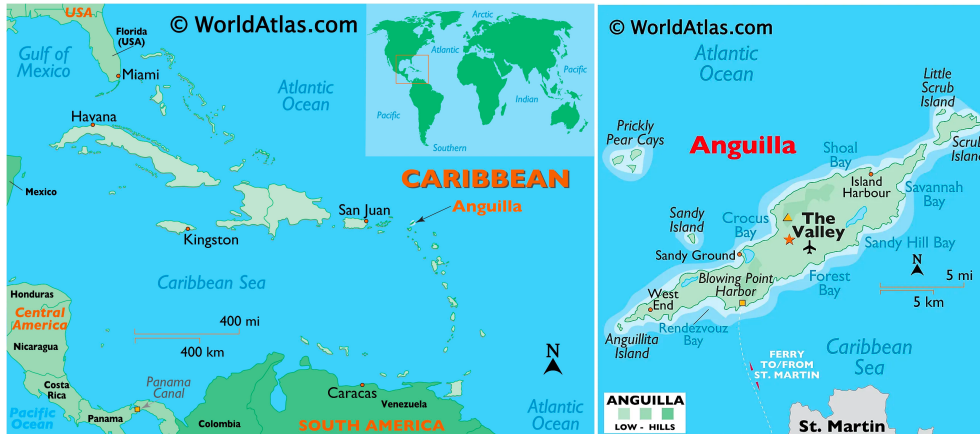 © WorldAtlas.com
USA
Florida
(USA)
Gulf of
Mexico
Miami
Atlantic
Ocean
Havana
Mexico
Arctic
Atlantic
Pacific
Indian
Pacific
Southern
CARIBBEAN
Anguilla
San Juan
Kingston
Caribbean Sea
Honduras
Central
America
Nicaragua
400 mi
400 km
N
Costa
Rica
Panama
Canal
Pacific
Ocean
Panama
Colombia
Caracas
Venezuela
SOUTH AMERICA
Atlantic
Ocean
© WorldAtlas.com
Atlantic
Ocean
Little
Scrub
Island
Prickly
Pear Cays
Anguilla
Shoal
Bay
Scrub
Island
Island
Harbour
Savannah
Bay
Sandy
Island
Crocus
Bay
The
Valley
Sandy Hill Bay
Sandy Ground
N
Blowing Point
Harbor
Forest
Bay
5 mi
5 km
West
End
Rendezvouz
Bay
Anguillita
Island
Caribbean
Sea
FERRY
TO/FROM
ST. MARTIN
ANGUILLA
LOW - HILLS
St. Martin